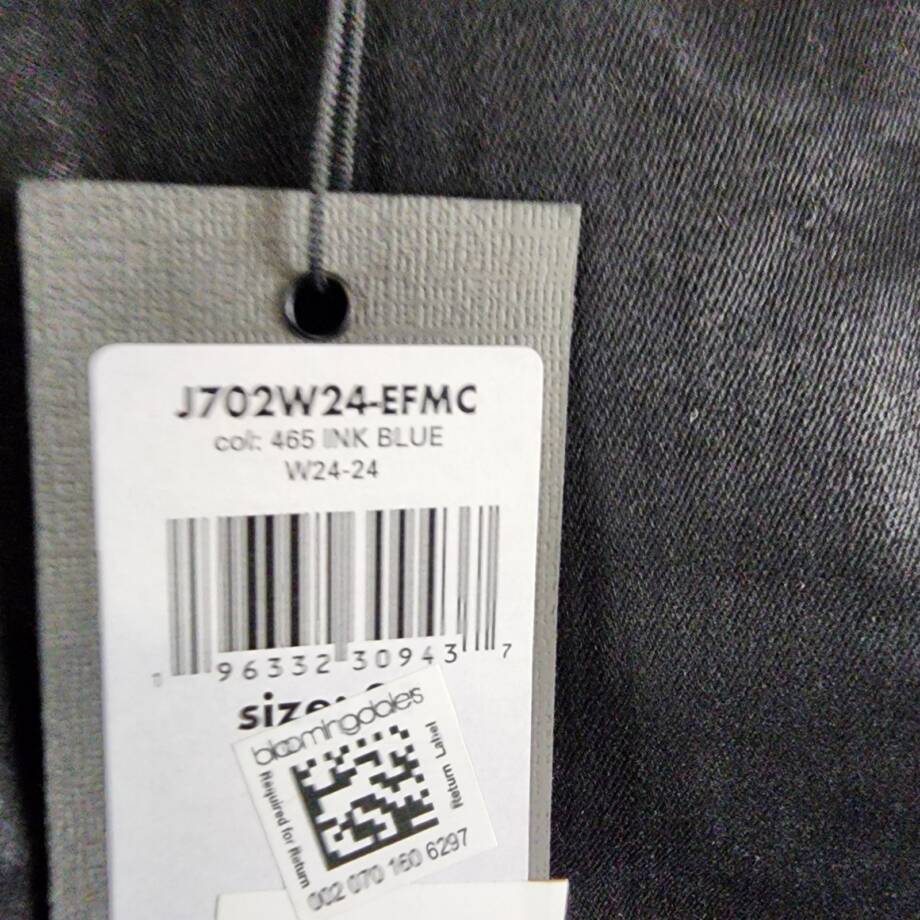 J702W24-EFMC
col: 465 INK BLUE
W24-24
96332 30943 7
size:
bloomingdale's
Required for Return
Return Label
002 070 160 6297